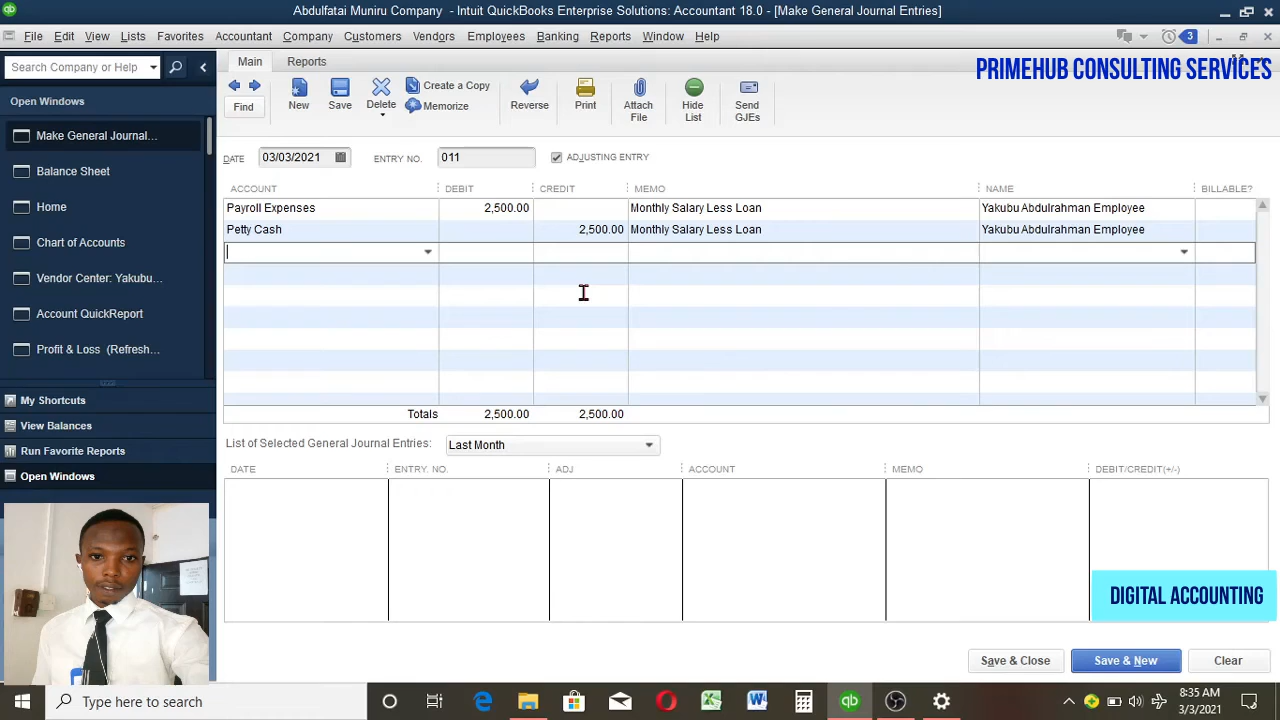 Abdulfatai Muniru Company - Intuit QuickBooks Enterprise Solutions: Accountant 18.0 - [Make General Journal Entries]
File Edit View Lists Favorites Accountant Company Customers Vendors Employees Banking Reports Window Help
3
PRIMEHUB CONSULTING SERVICES
Search Company or Help
Main Reports
Find
New
Save
Delete
Create a Copy
Memorize
Reverse
Print
Attach
File
Hide
List
Send
GJEs
Open Windows
Make General Journal...
Balance Sheet
Home
Chart of Accounts
Vendor Center: Yakubu...
Account QuickReport
Profit & Loss (Refresh...
My Shortcuts
View Balances
Run Favorite Reports
Open Windows
DATE 03/03/2021 ENTRY NO. 011 ADJUSTING ENTRY
ACCOUNT DEBIT CREDIT MEMO NAME BILLABLE?
Payroll Expenses 2,500.00 Monthly Salary Less Loan Yakubu Abdulrahman Employee
Petty Cash 2,500.00 Monthly Salary Less Loan Yakubu Abdulrahman Employee
Totals 2,500.00 2,500.00
List of Selected General Journal Entries: Last Month
DATE ENTRY. NO. ADJ ACCOUNT MEMO DEBIT/CREDIT(+/-)
DIGITAL ACCOUNTING
Save & Close Save & New Clear
Type here to search
8:35 AM
3/3/2021